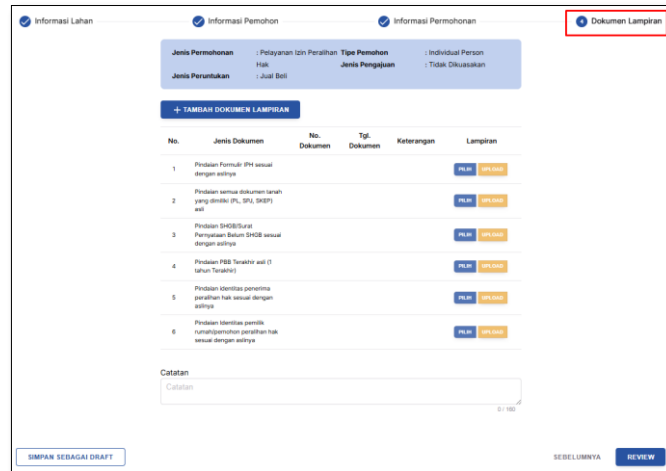 Informasi Lahan
Informasi Pemohon
Informasi Permohonan
4 Dokumen Lampiran
Jenis Permohonan : Pelayanan Izin Peralihan Hak
Tipe Pemohon : Individual Person
Jenis Pengajuan : Tidak Dikuasakan
Jenis Peruntukan : Jual Beli
+ TAMBAH DOKUMEN LAMPIRAN
No. Jenis Dokumen No. Dokumen Tgl. Dokumen Keterangan Lampiran
1 Pindaian Formulir IPH sesuai
dengan aslinya
PILIH UPLOAD
2 Pindaian semua dokumen tanah
yang dimiliki (PL, SPJ, SKEP)
asli
PILIH UPLOAD
3 Pindaian SHGB/Surat
Pernyataan Belum SHGB sesuai
dengan aslinya
PILIH UPLOAD
4 Pindaian PBB Terakhir asli (1
tahun Terakhir)
PILIH UPLOAD
5 Pindaian identitas penerima
peralihan hak sesuai dengan
aslinya
PILIH UPLOAD
6 Pindaian Identitas pemilik
rumah/pemohon peralihan hak
sesuai dengan aslinya
PILIH UPLOAD
Catatan
Catatan
0 / 160
SIMPAN SEBAGAI DRAFT
SEBELUMNYA
REVIEW